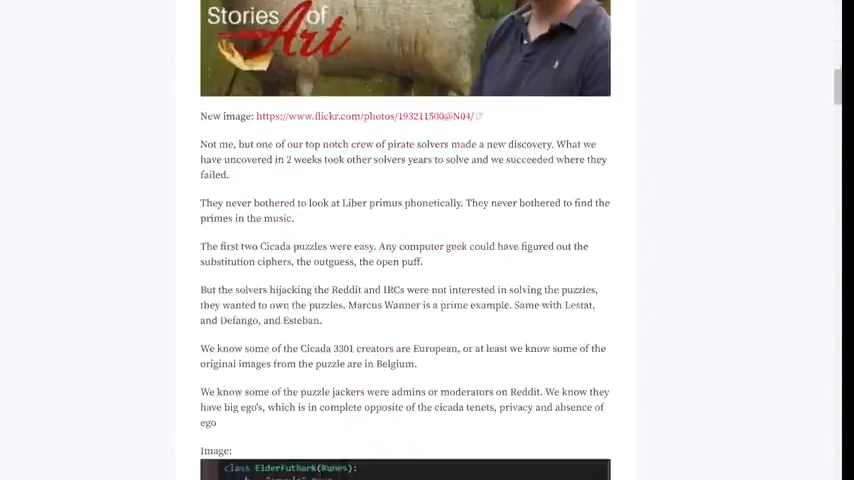 Stories of
Art
New image: https://www.flickr.com/photos/193211500@N04/
Not me, but one of our top notch crew of pirate solvers made a new discovery. What we
have uncovered in 2 weeks took other solvers years to solve and we succeeded where they
failed.
They never bothered to look at Liber primus phonetically. They never bothered to find the
primes in the music.
The first two Cicada puzzles were easy. Any computer geek could have figured out the
substitution ciphers, the outguess, the open puff.
But the solvers hijacking the Reddit and IRCs were not interested in solving the puzzles,
they wanted to own the puzzles. Marcus Wanner is a prime example. Same with Lestat,
and Defango, and Esteban.
We know some of the Cicada 3301 creators are European, or at least we know some of the
original images from the puzzle are in Belgium.
We know some of the puzzle jackers were admins or moderators on Reddit. We know they
have big ego's, which is in complete opposite of the cicada tenets, privacy and absence of
ego
Image:
class ElderFuthark(Runes):